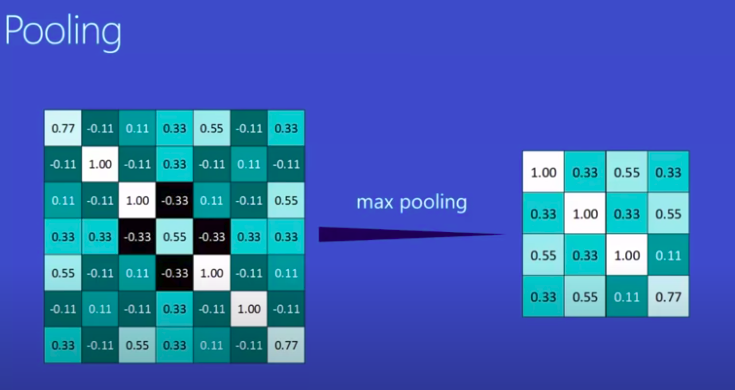 Pooling
0.77 -0.11 0.11 0.33 0.55 -0.11 0.33
-0.11 1.00 -0.11 0.33 -0.11 0.11 -0.11
0.11 -0.11 1.00 -0.33 0.11 -0.11 0.55
0.33 0.33 -0.33 0.55 -0.33 0.33 0.33
0.55 -0.11 0.11 -0.33 1.00 -0.11 0.11
-0.11 0.11 -0.11 0.33 -0.11 1.00 -0.11
0.33 -0.11 0.55 0.33 0.11 -0.11 0.77
max pooling
1.00 0.33 0.55 0.33
0.33 1.00 0.33 0.55
0.55 0.33 1.00 0.11
0.33 0.55 0.11 0.77